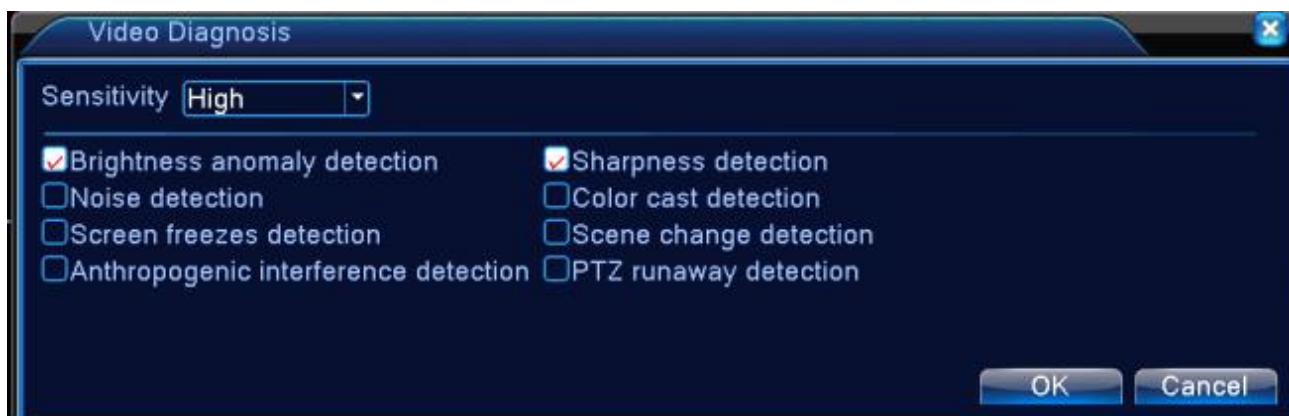 Video Diagnosis
Sensitivity High
Brightness anomaly detection Sharpness detection
Noise detection Color cast detection
Screen freezes detection Scene change detection
Anthropogenic interference detection PTZ runaway detection
OK Cancel